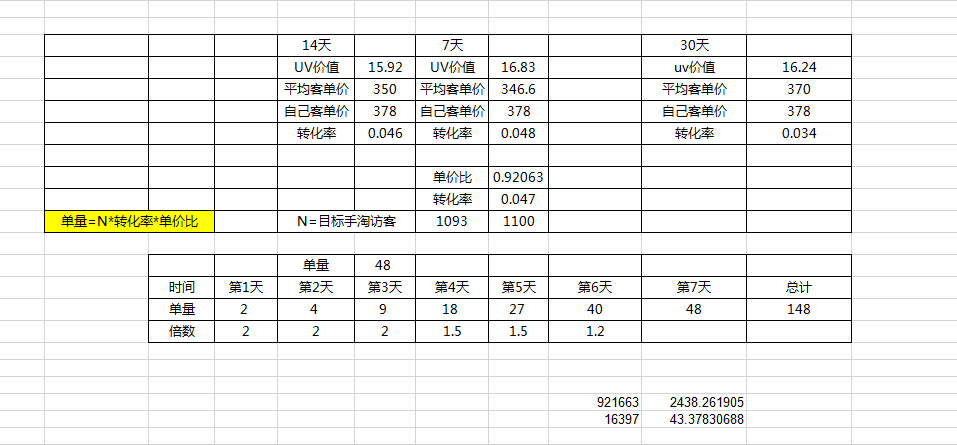 14天 7天 30天
UV价值 15.92 UV价值 16.83 uv价值 16.24
平均客单价 350 平均客单价 346.6 平均客单价 370
自己客单价 378 自己客单价 378 自己客单价 378
转化率 0.046 转化率 0.048 转化率 0.034
单价比 0.92063
转化率 0.047
单量=N*转化率*单价比 N=目标手淘访客 1093 1100
单量 48
时间 第1天 第2天 第3天 第4天 第5天 第6天 第7天 总计
单量 2 4 9 18 27 40 48 148
倍数 2 2 2 1.5 1.5 1.2
921663 2438.261905
16397 43.37830688